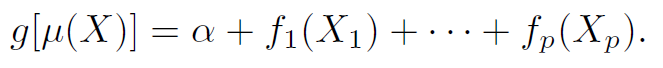 g[μ(X)] = α + f₁(X₁) + ⋯ + fₚ(Xₚ).